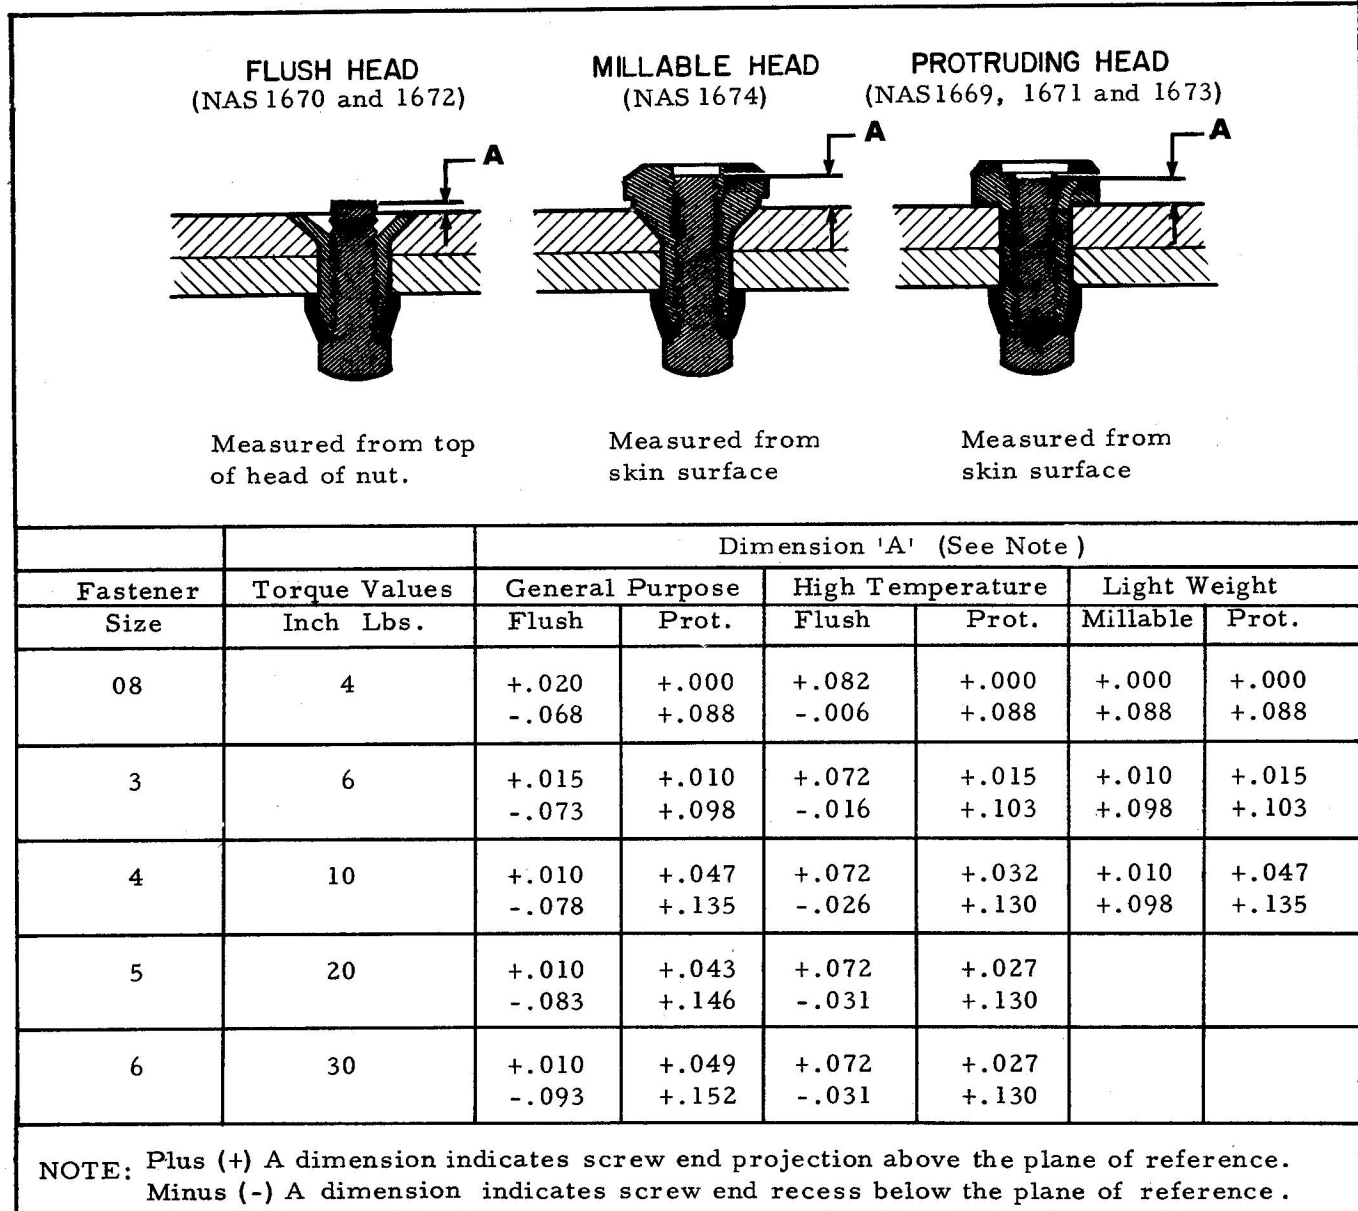 FLUSH HEAD
(NAS 1670 and 1672)
MILLABLE HEAD
(NAS 1674)
PROTRUDING HEAD
(NAS1669, 1671 and 1673)
A
A
A
Measured from top
of head of nut.
Measured from
skin surface
Measured from
skin surface
Dimension 'A' (See Note)
Fastener Torque Values General Purpose High Temperature Light Weight
Size Inch Lbs. Flush Prot. Flush Prot. Millable Prot.
08 4 +.020 +.000 +.082 +.000 +.000 +.000
-.068 +.088 -.006 +.088 +.088 +.088
3 6 +.015 +.010 +.072 +.015 +.010 +.015
-.073 +.098 -.016 +.103 +.098 +.103
4 10 +.010 +.047 +.072 +.032 +.010 +.047
-.078 +.135 -.026 +.130 +.098 +.135
5 20 +.010 +.043 +.072 +.027
-.083 +.146 -.031 +.130
6 30 +.010 +.049 +.072 +.027
-.093 +.152 -.031 +.130
NOTE: Plus (+) A dimension indicates screw end projection above the plane of reference.
Minus (-) A dimension indicates screw end recess below the plane of reference.